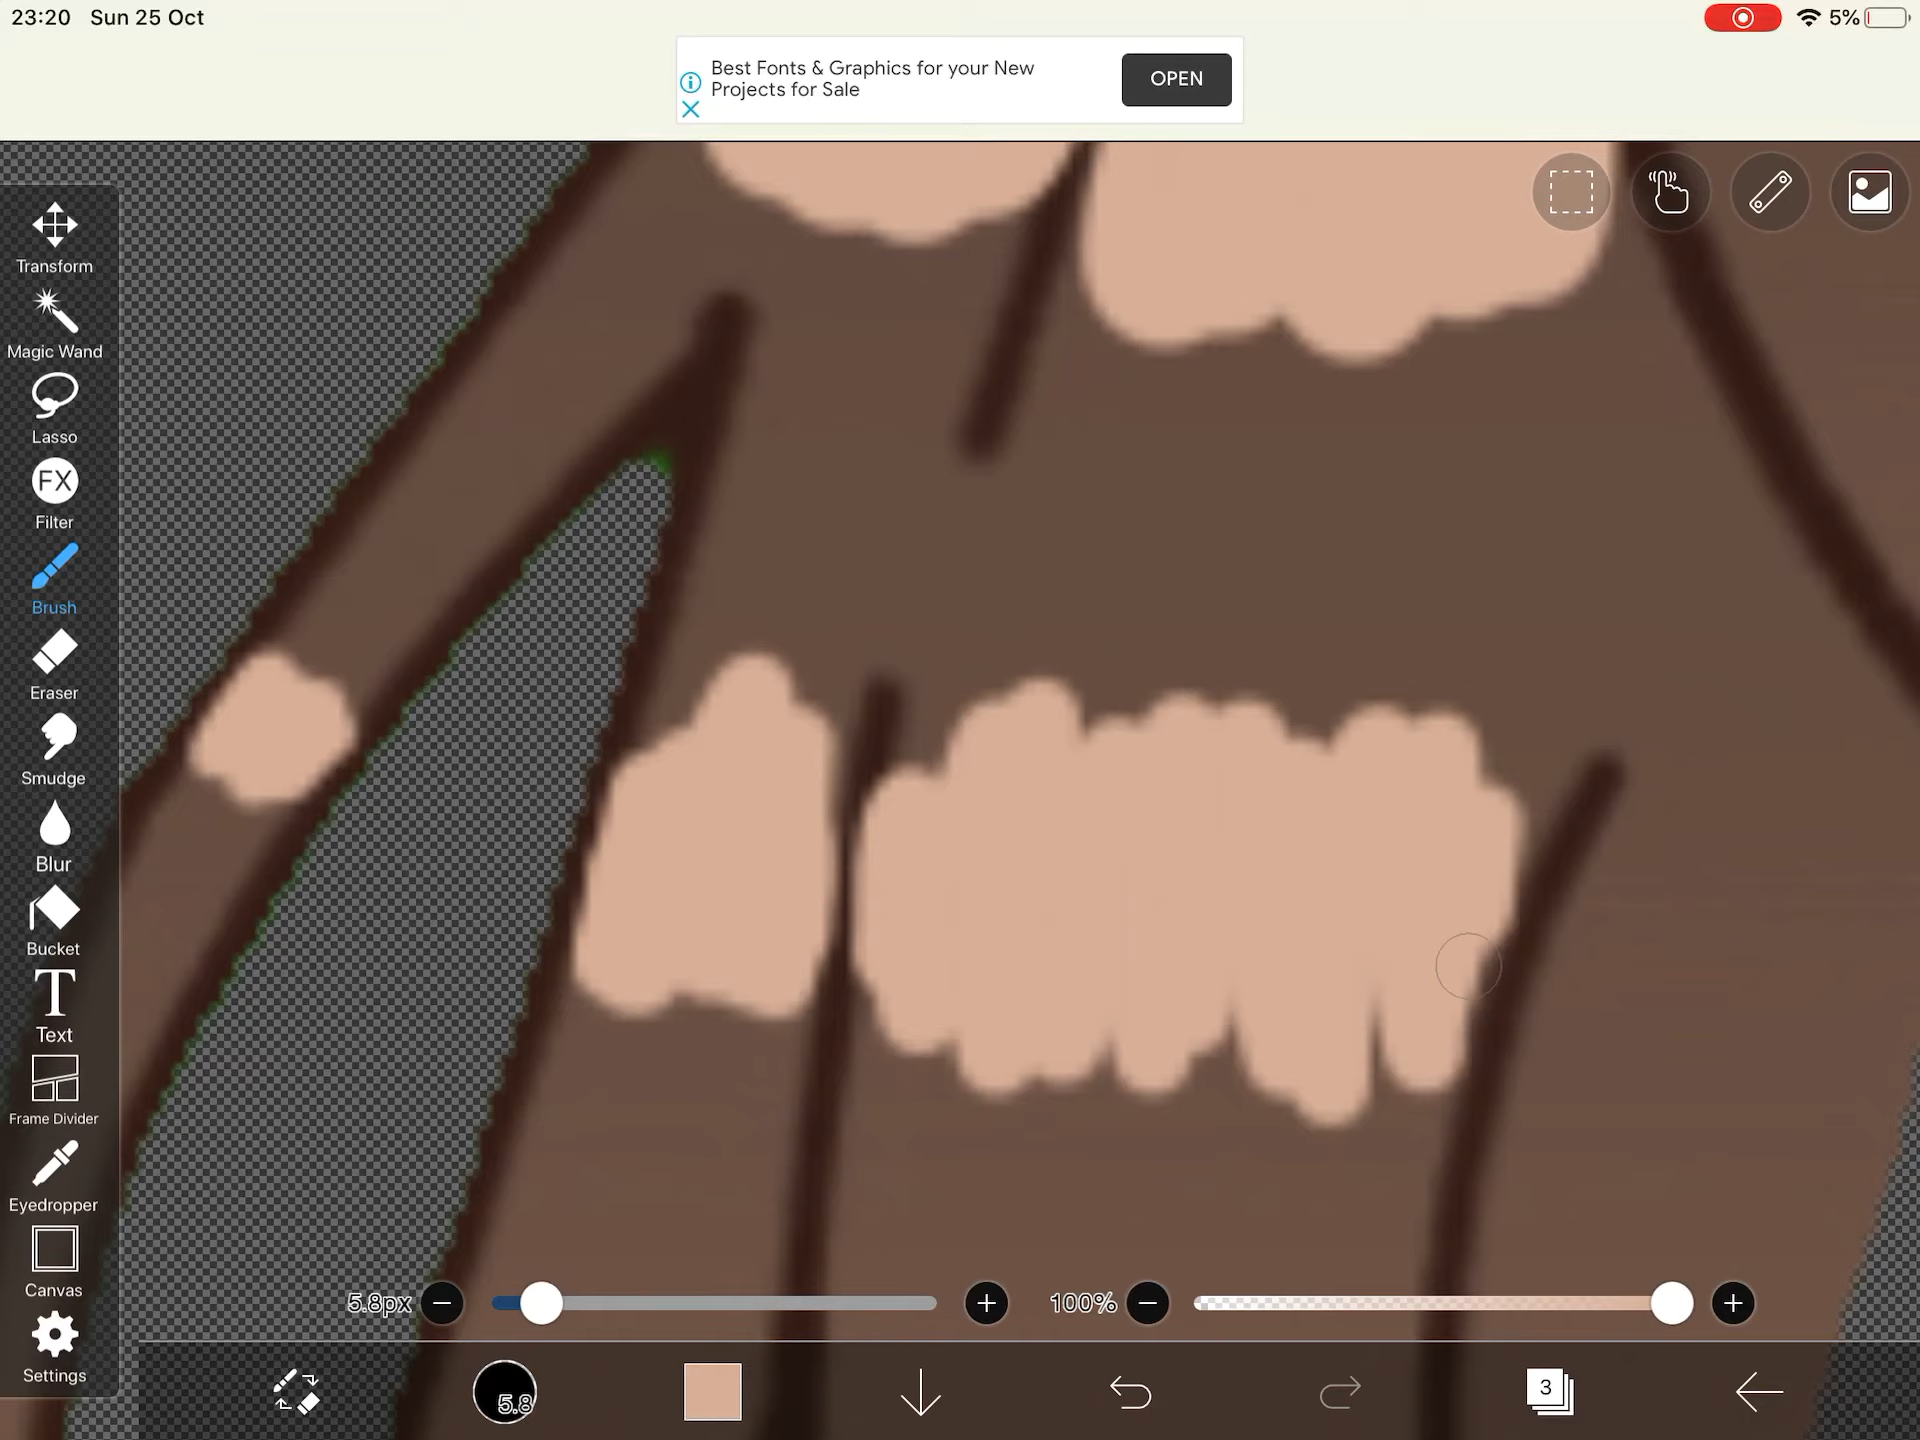 23:20 Sun 25 Oct
5%
Best Fonts & Graphics for your New
Projects for Sale
OPEN
Transform
Magic Wand
Lasso
FX
Filter
Brush
Eraser
Smudge
Blur
Bucket
T
Text
Frame Divider
Eyedropper
Canvas
Settings
5.8px
100%
5.8
3